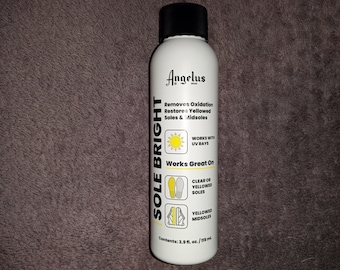 Angelus
SOLE BRIGHT
Removes Oxidation
Restores Yellowed
Soles & Midsoles
WORKS WITH
UV RAYS
Works Great On
CLEAR OR
YELLOWED
SOLES
YELLOWED
MIDSOLES
Contents: 3.9 fl. oz. / 115 mL